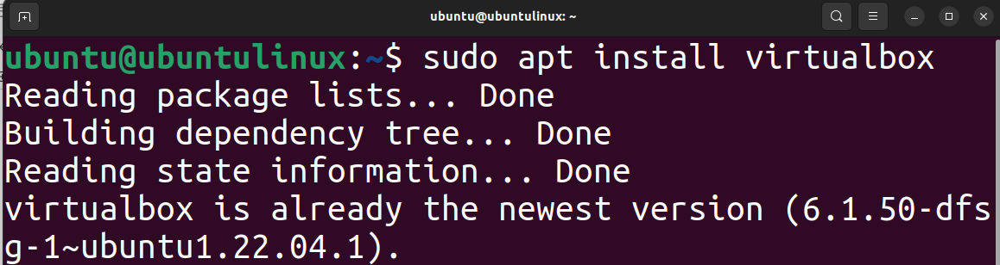 ubuntu@ubuntulinux: ~
ubuntu@ubuntulinux:~$ sudo apt install virtualbox
Reading package lists... Done
Building dependency tree... Done
Reading state information... Done
virtualbox is already the newest version (6.1.50-dfs
g-1~ubuntu1.22.04.1).